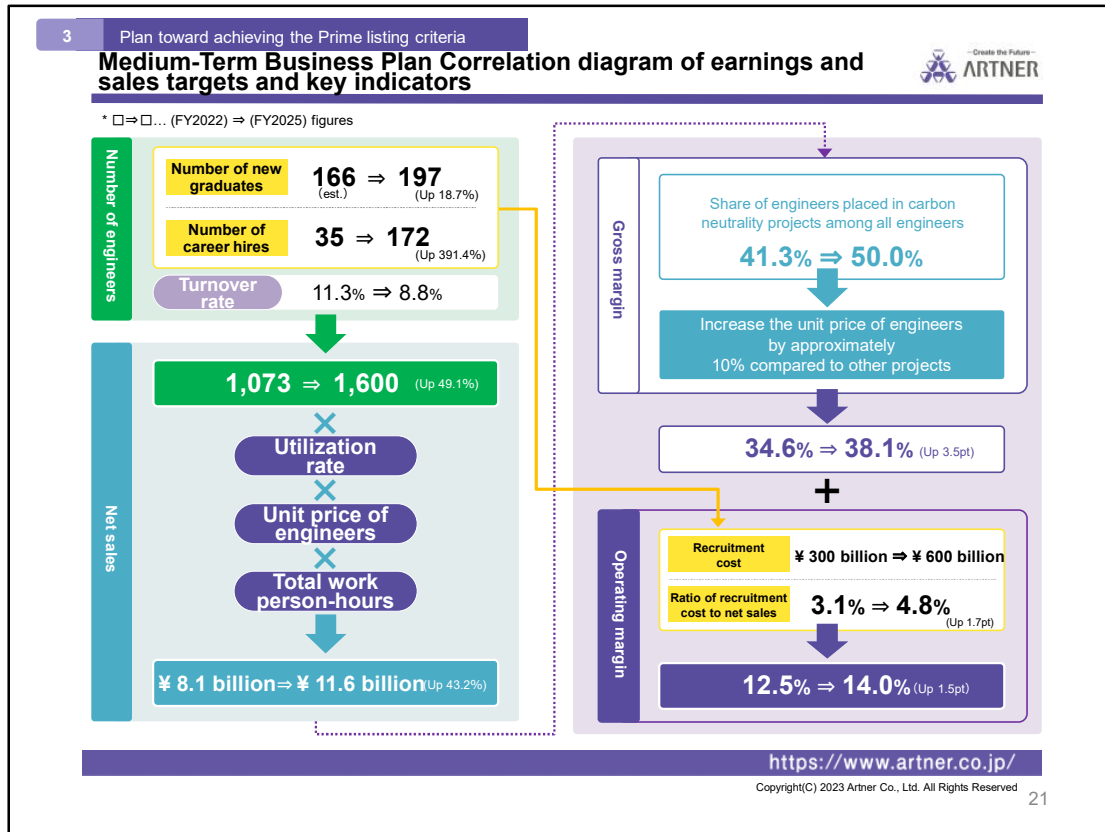 3
Plan toward achieving the Prime listing criteria
Medium-Term Business Plan Correlation diagram of earnings and
sales targets and key indicators
-Create the Future-
ARTNER
* □⇒□… (FY2022) ⇒ (FY2025) figures
Number of engineers
Number of new
graduates
166 ⇒ 197
(est.)
(Up 18.7%)
Number of
career hires
35 ⇒ 172
(Up 391.4%)
Turnover
rate
11.3% ⇒ 8.8%
Net sales
1,073 ⇒ 1,600 (Up 49.1%)
×
Utilization
rate
×
Unit price of
engineers
×
Total work
person-hours
¥ 8.1 billion⇒ ¥ 11.6 billion(Up 43.2%)
Gross margin
Share of engineers placed in carbon
neutrality projects among all engineers
41.3% ⇒ 50.0%
Increase the unit price of engineers
by approximately
10% compared to other projects
34.6% ⇒ 38.1% (Up 3.5pt)
+
Operating margin
Recruitment
cost
¥ 300 billion ⇒ ¥ 600 billion
Ratio of recruitment
cost to net sales
3.1% ⇒ 4.8%
(Up 1.7pt)
12.5% ⇒ 14.0% (Up 1.5pt)
https://www.artner.co.jp/
Copyright(C) 2023 Artner Co., Ltd. All Rights Reserved
21